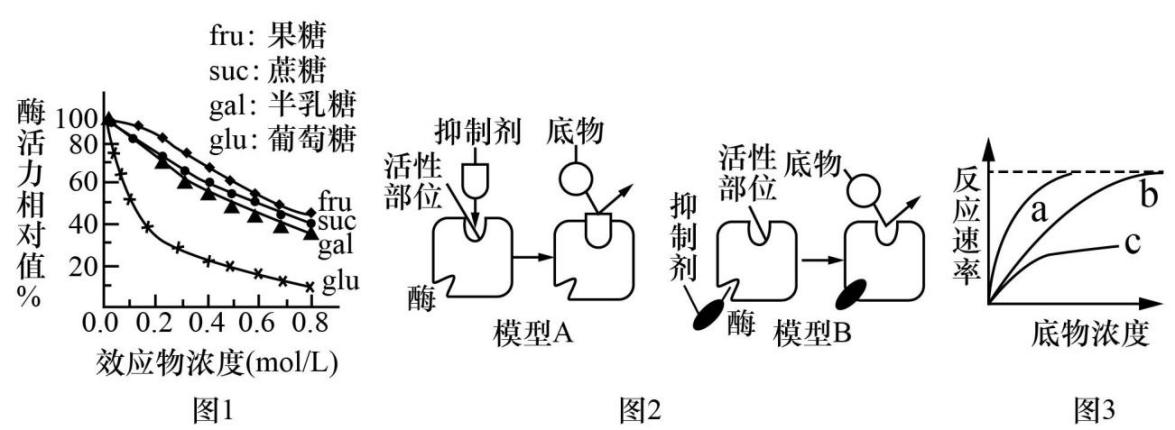 fru: 果糖
suc: 蔗糖
gal: 半乳糖
glu: 葡萄糖
酶活力相对值%
100
80
60
40
20
fru
suc
gal
glu
0.0 0.2 0.4 0.6 0.8
效应物浓度(mol/L)
图1
抑制剂 底物
活性部位
酶
模型A
活性部位
底物
抑制剂
酶
模型B
图2
反应速率
a
b
c
底物浓度
图3